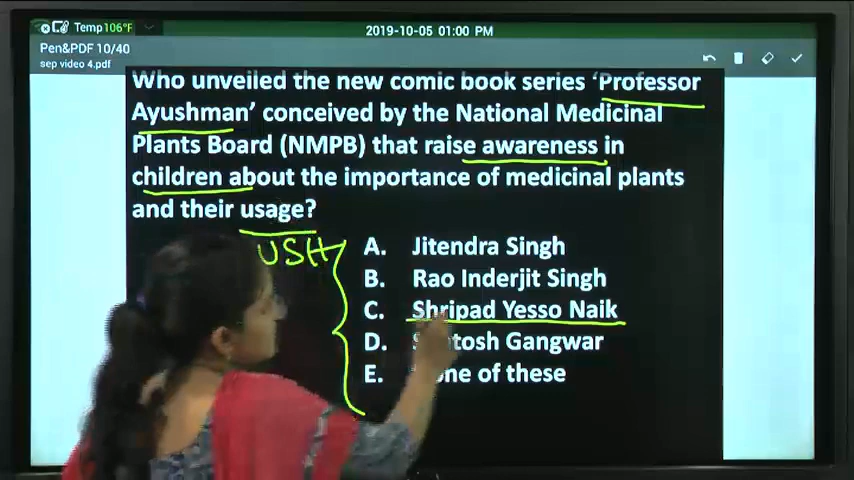 Temp106°F
2019-10-05 01:00 PM
Pen&PDF 10/40
sep video 4.pdf
Who unveiled the new comic book series ‘Professor
Ayushman’ conceived by the National Medicinal
Plants Board (NMPB) that raise awareness in
children about the importance of medicinal plants
and their usage?
USH
A. Jitendra Singh
B. Rao Inderjit Singh
C. Shripad Yesso Naik
D. Gangwar
E. of these